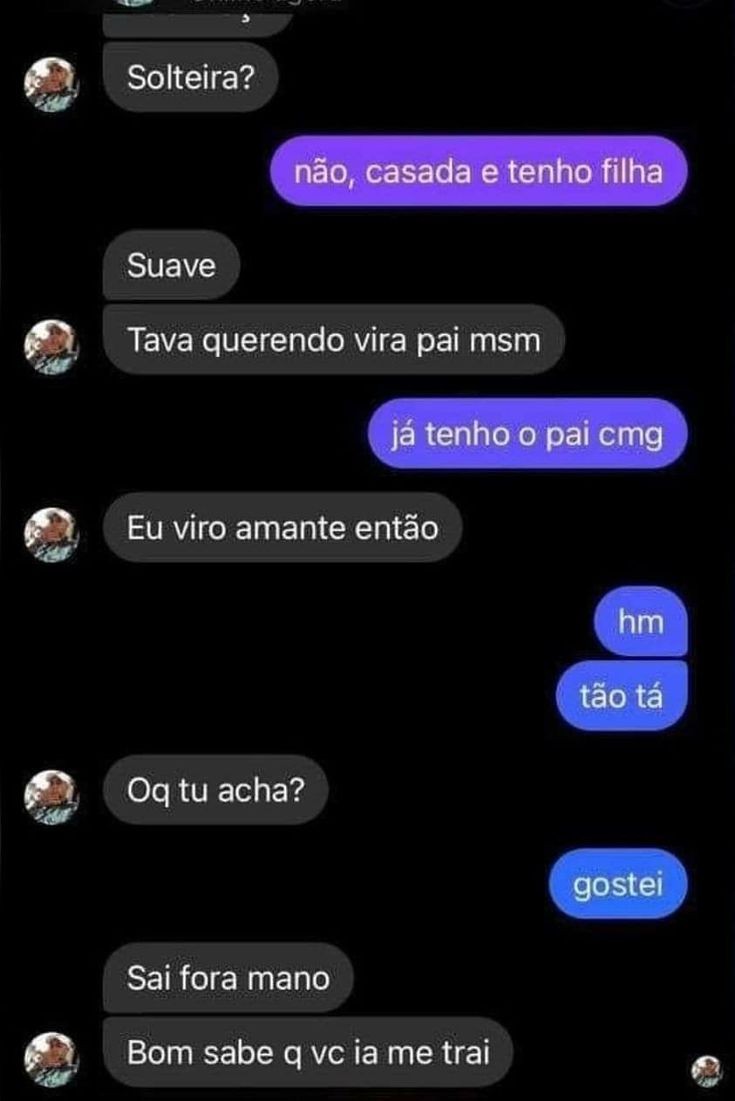 Solteira?
não, casada e tenho filha
Suave
Tava querendo vira pai msm
já tenho o pai cmg
Eu viro amante então
hm
tão tá
Oq tu acha?
gostei
Sai fora mano
Bom sabe q vc ia me trai